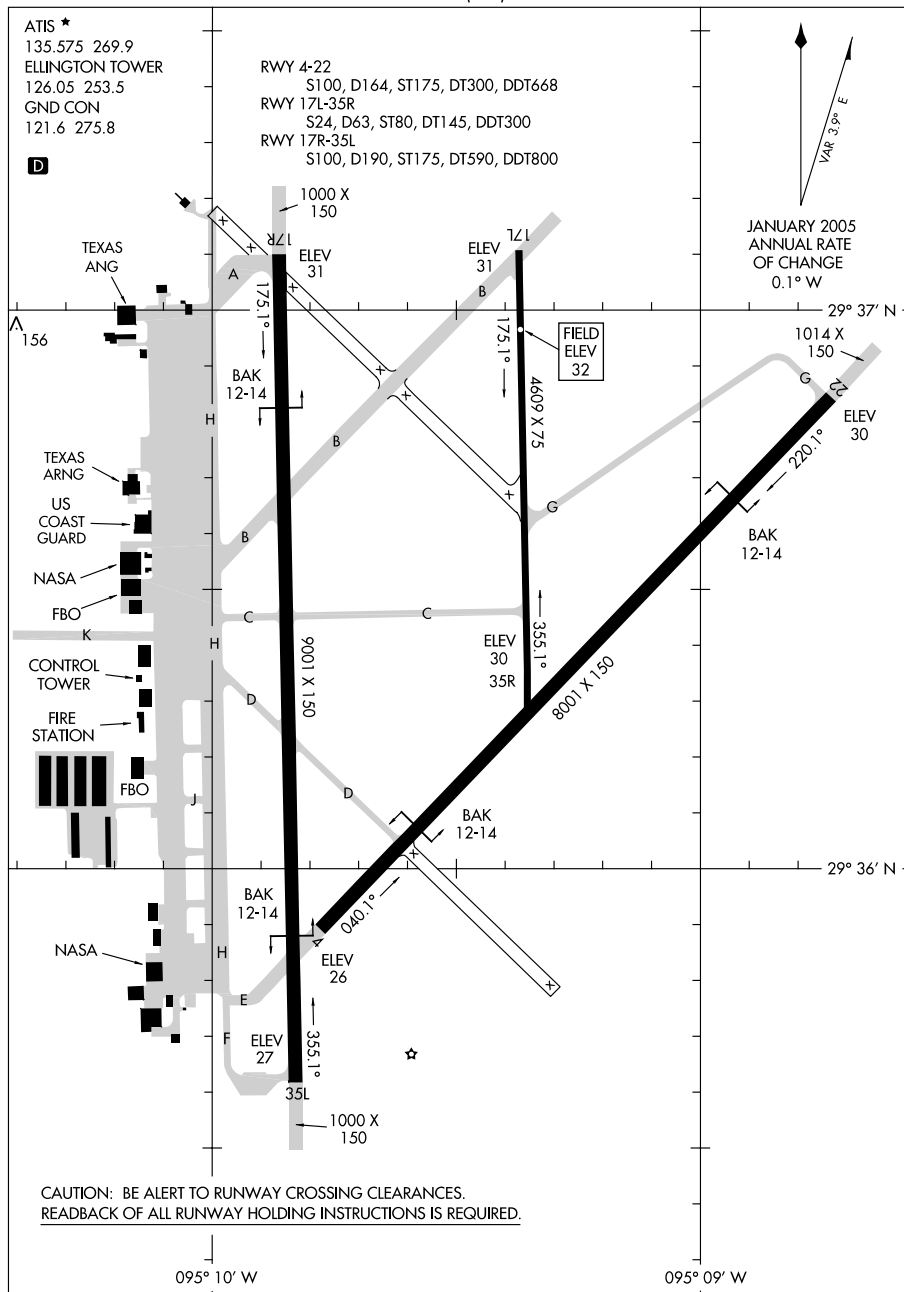 ATIS ★
135.575 269.9
ELLINGTON TOWER
126.05 253.5
GND CON
121.6 275.8
D
RWY 4-22
S100, D164, ST175, DT300, DDT668
RWY 17L-35R
S24, D63, ST80, DT145, DDT300
RWY 17R-35L
S100, D190, ST175, DT590, DDT800
VAR 3.9° E
JANUARY 2005
ANNUAL RATE
OF CHANGE
0.1° W
1000 X
150
17R
ELEV
31
17L
ELEV
31
TEXAS
ANG
A
B
x
x
x
x
x
x
x
x
156
175.1°
175.1°
29° 37' N
FIELD
ELEV
32
1014 X
150
G
22
ELEV
30
BAK
12-14
H
4609 X 75
B
220.1°
TEXAS
ARNG
US
COAST
GUARD
B
G
BAK
12-14
NASA
FBO
C
C
355.1°
K
H
ELEV
30
35R
9001 X 150
8001 X 150
CONTROL
TOWER
D
FIRE
STATION
FBO
J
D
BAK
12-14
29° 36' N
BAK
12-14
040.1°
4
ELEV
26
NASA
H
E
F
ELEV
27
355.1°
35L
1000 X
150
CAUTION: BE ALERT TO RUNWAY CROSSING CLEARANCES.
READBACK OF ALL RUNWAY HOLDING INSTRUCTIONS IS REQUIRED.
095° 10' W
095° 09' W